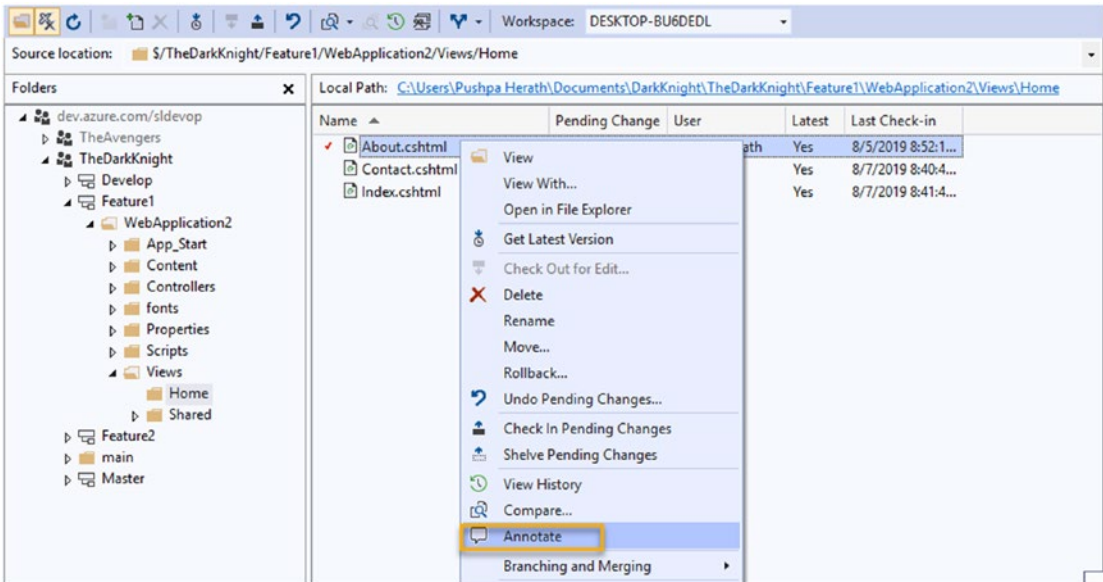 Workspace: DESKTOP-BU6DEDL
Source location: $/TheDarkKnight/Feature1/WebApplication2/Views/Home
Folders
Local Path: C:\Users\Pushpa Herath\Documents\DarkKnight\TheDarkKnight\Feature1\WebApplication2\Views\Home
dev.azure.com/sldevop
TheAvengers
TheDarkKnight
Develop
Feature1
WebApplication2
App_Start
Content
Controllers
fonts
Properties
Scripts
Views
Home
Shared
Feature2
main
Master
Name Pending Change User Latest Last Check-in
About.cshtml ath Yes 8/5/2019 8:52:1...
Contact.cshtml Yes 8/7/2019 8:40:4...
Index.cshtml Yes 8/7/2019 8:41:4...
View
View With...
Open in File Explorer
Get Latest Version
Check Out for Edit...
Delete
Rename
Move...
Rollback...
Undo Pending Changes...
Check In Pending Changes
Shelve Pending Changes
View History
Compare...
Annotate
Branching and Merging